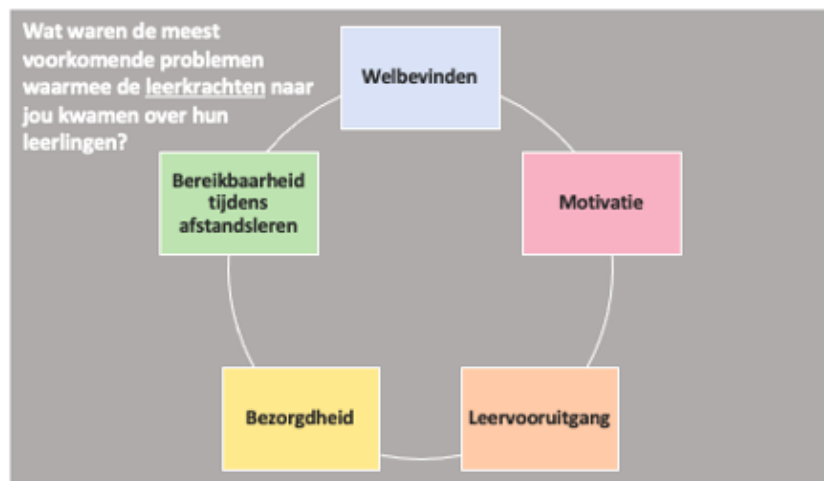 Wat waren de meest
voorkomende problemen
waarmee de leerkrachten naar
jou kwamen over hun
leerlingen?
Welbevinden
Motivatie
Leervooruitgang
Bezorgdheid
Bereikbaarheid
tijdens
afstandsleren